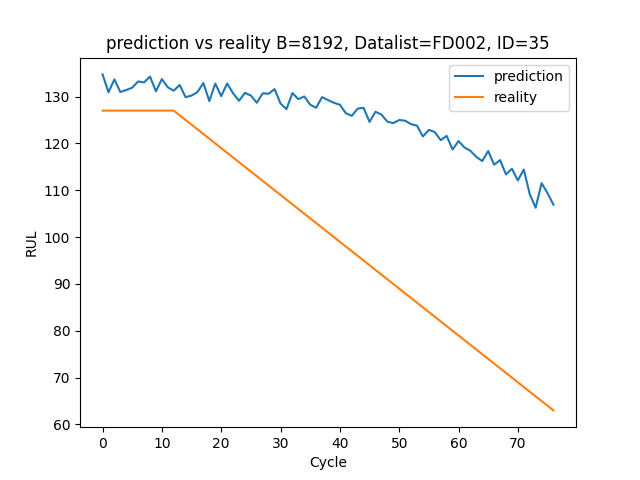 prediction vs reality B=8192, Datalist=FD002, ID=35
prediction
reality
RUL
130
120
110
100
90
80
70
60
0 10 20 30 40 50 60 70
Cycle